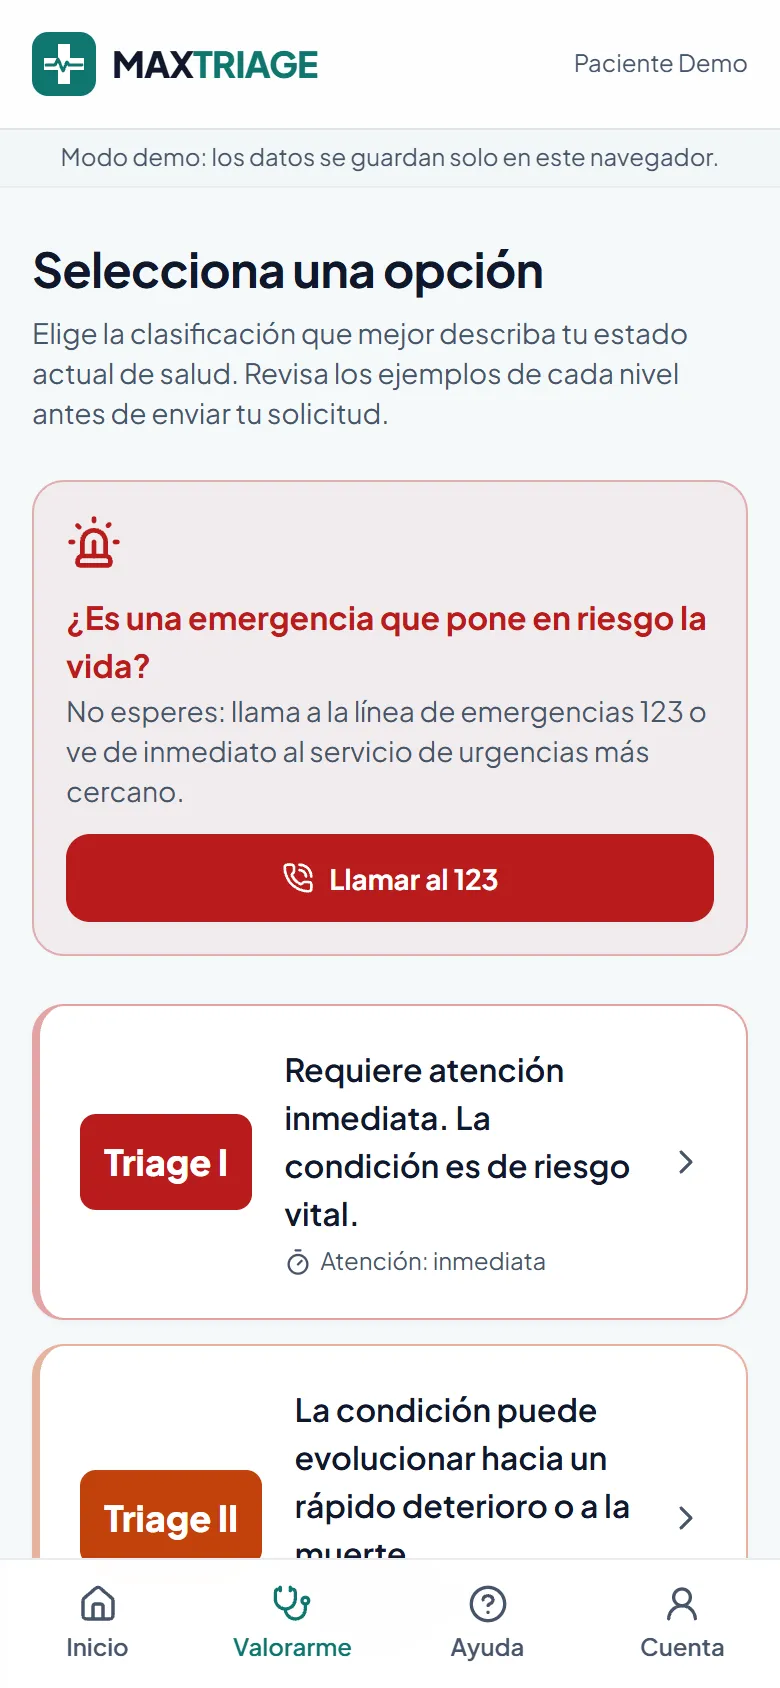 MAXTRIAGE
Paciente Demo
Modo demo: los datos se guardan solo en este navegador.
Selecciona una opción
Elige la clasificación que mejor describa tu estado
actual de salud. Revisa los ejemplos de cada nivel
antes de enviar tu solicitud.
¿Es una emergencia que pone en riesgo la
vida?
No esperes: llama a la línea de emergencias 123 o
ve de inmediato al servicio de urgencias más
cercano.
Llamar al 123
Triage I
Requiere atención
inmediata. La
condición es de riesgo
vital.
Atención: inmediata
Triage II
La condición puede
evolucionar hacia un
rápido deterioro o a la
muerte
Inicio
Valorarme
Ayuda
Cuenta